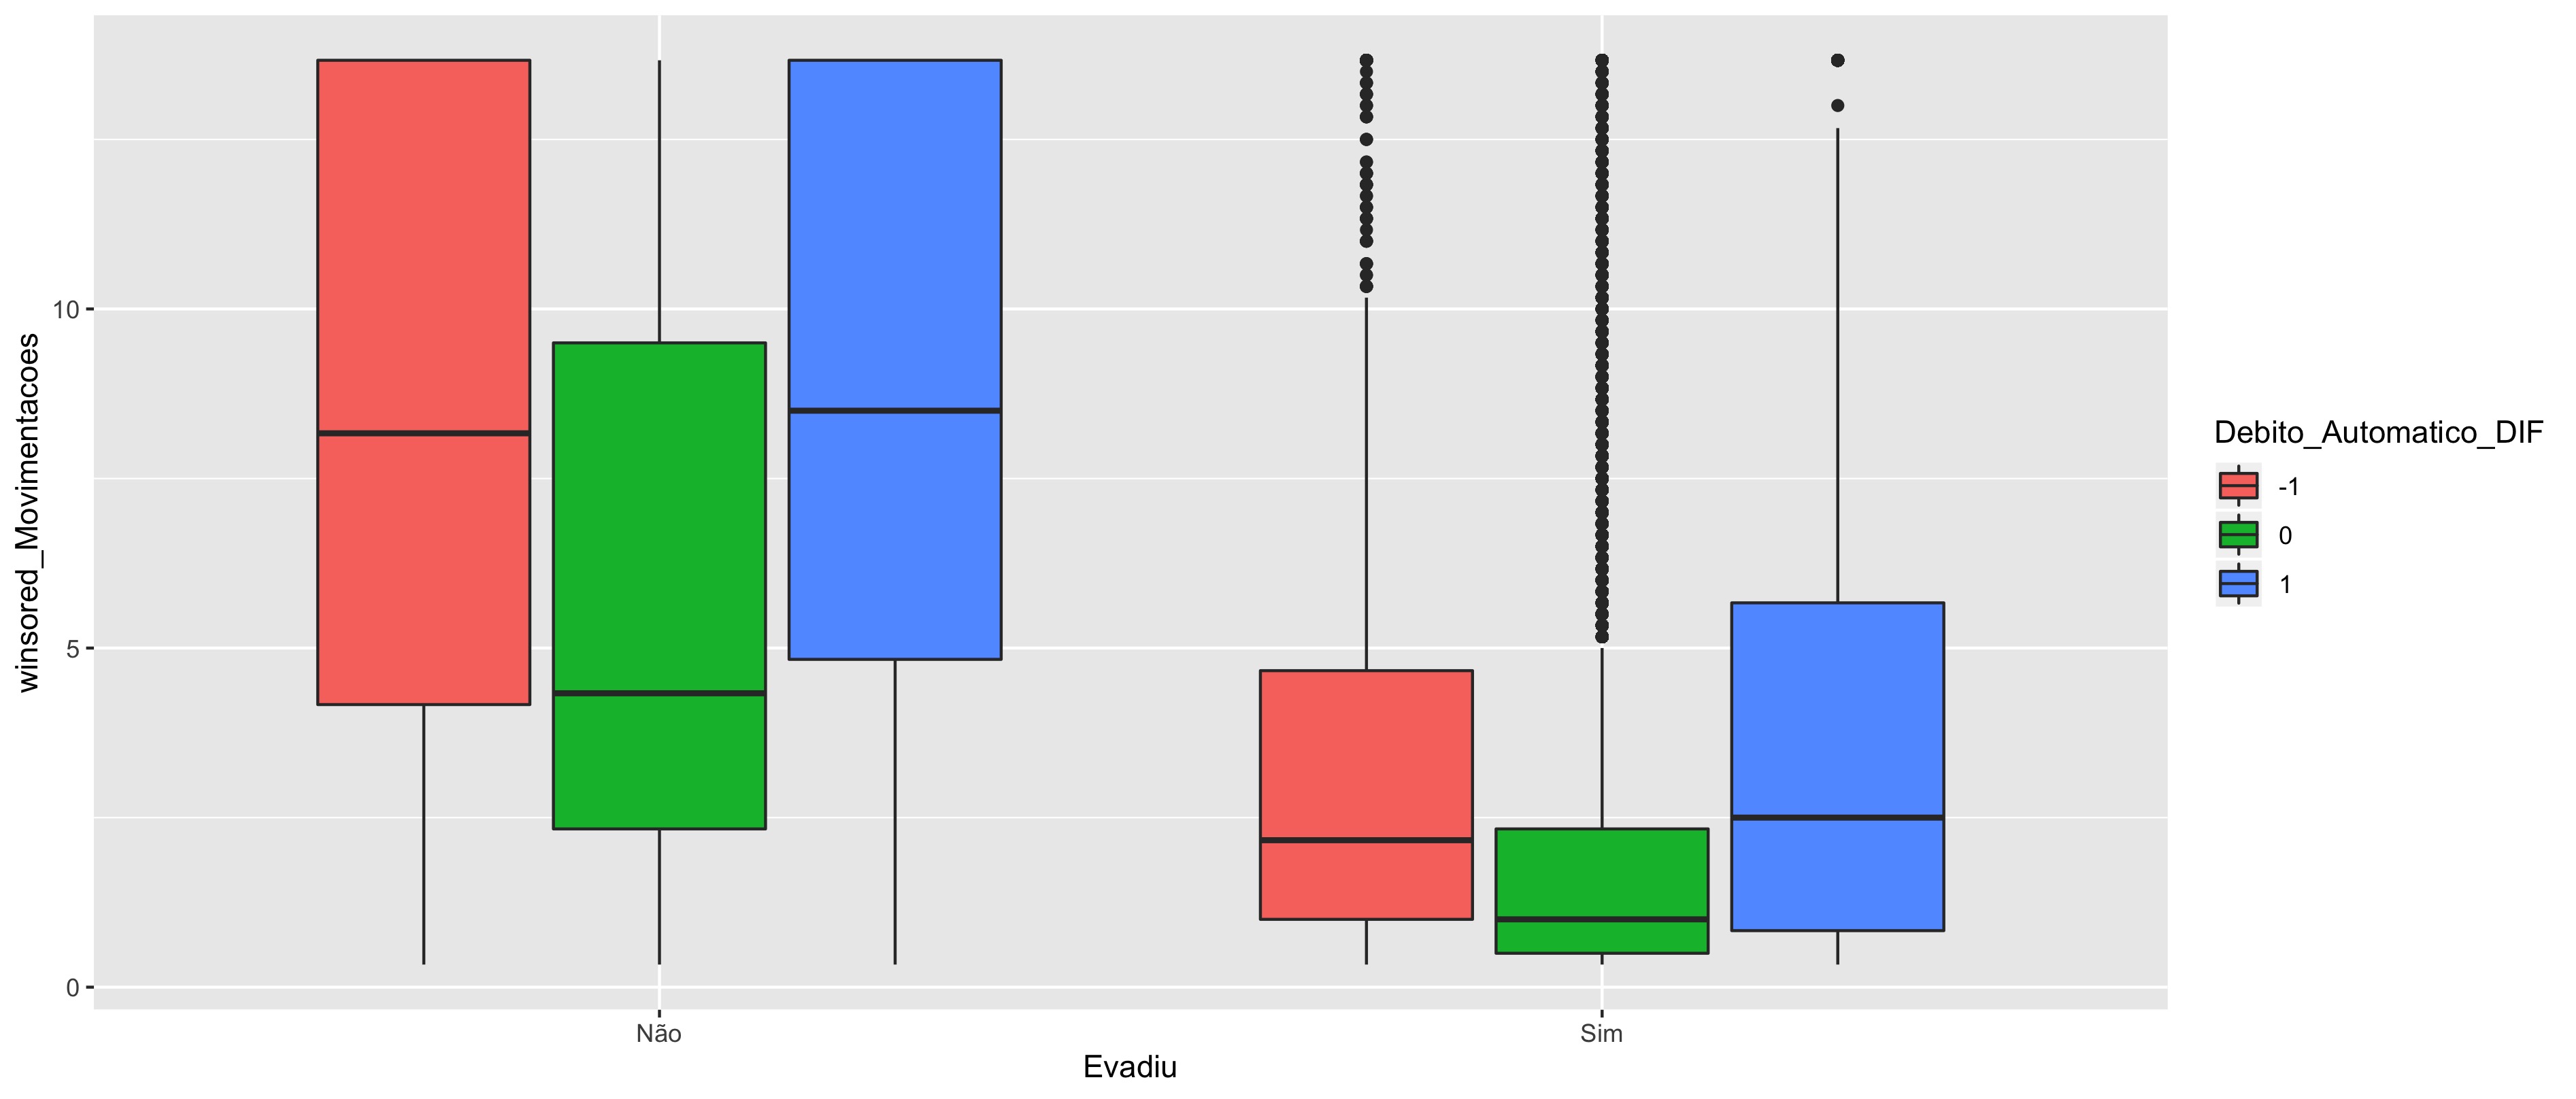 winsored_Movimentacoes
10
5
0
Não
Sim
Evadiu
Debito_Automatico_DIF
-1
0
1